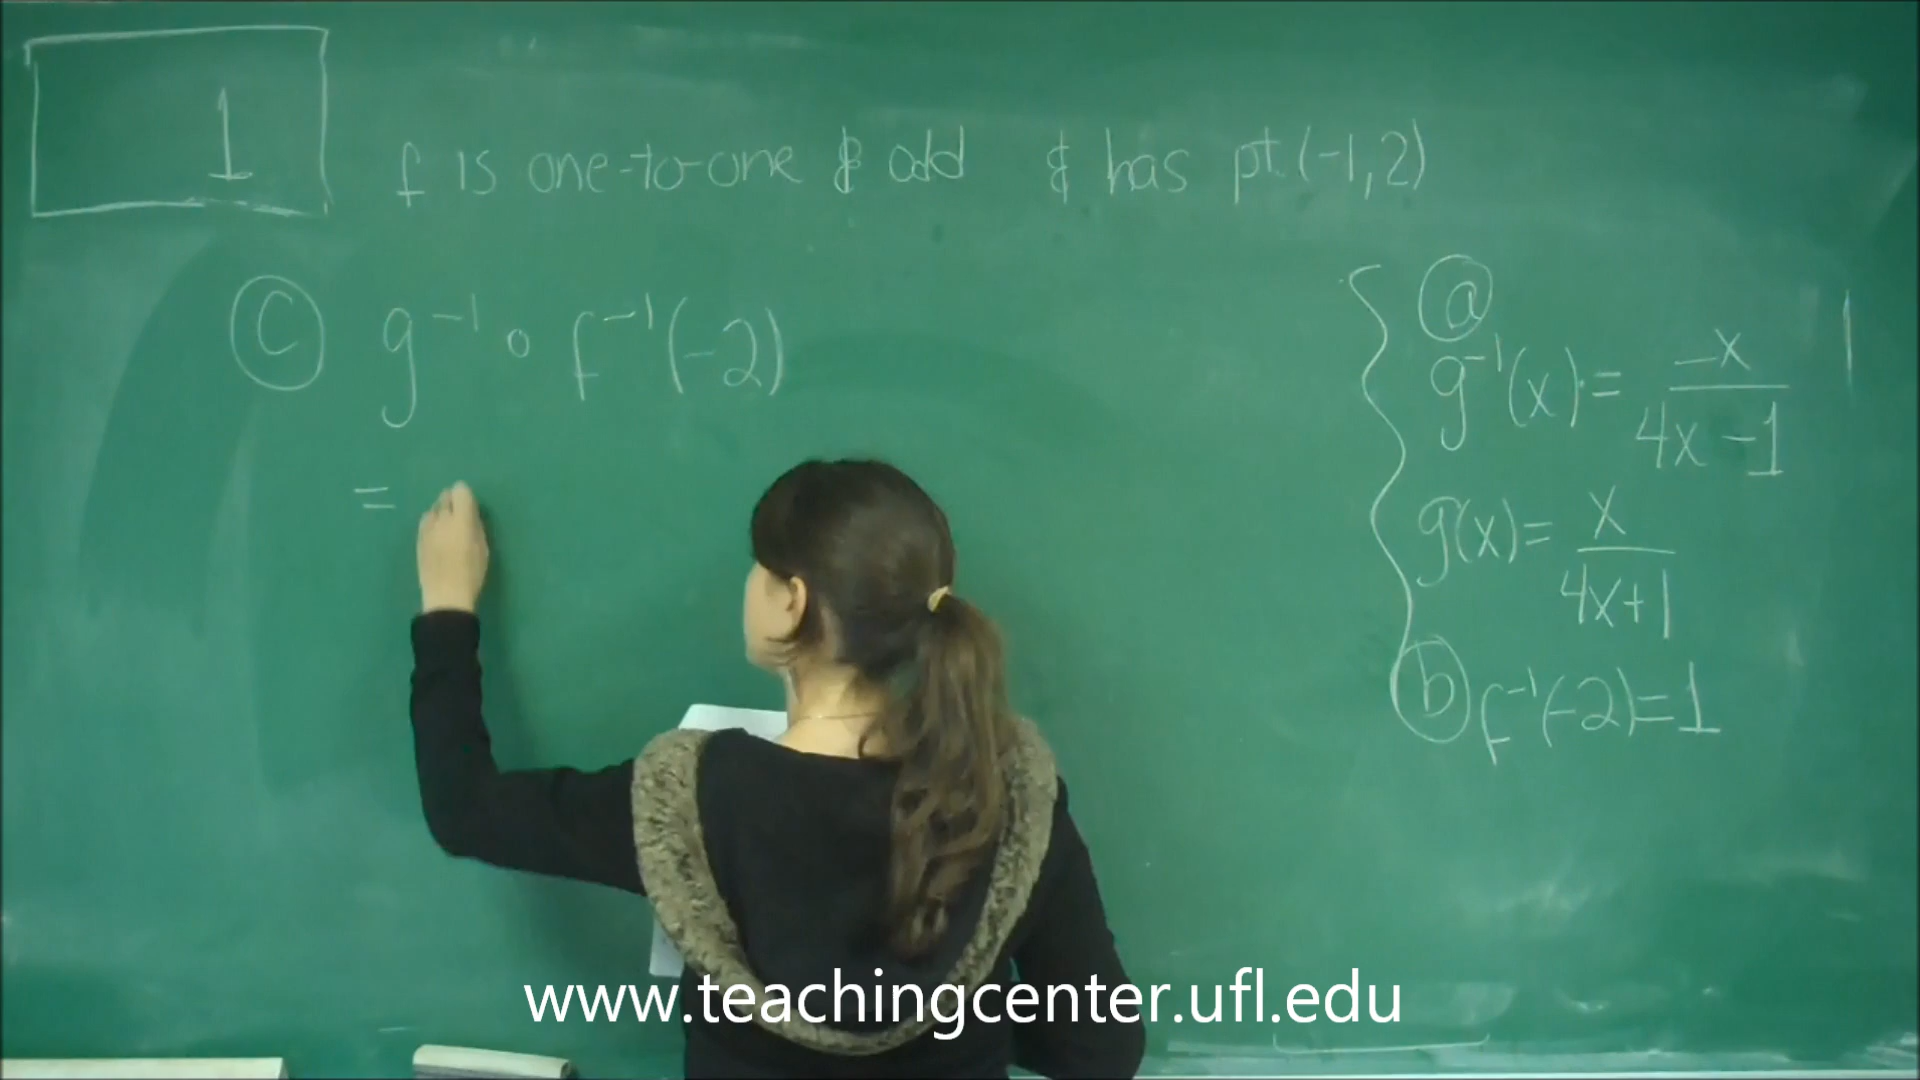 1
f is one-to-one & odd & has pt. (-1,2)
(c) g⁻¹ ∘ f⁻¹(-2)
=
(a)
g⁻¹(x) = -x / (4x - 1)
g(x) = x / (4x+1)
(b) f⁻¹(-2) = 1
www.teachingcenter.ufl.edu